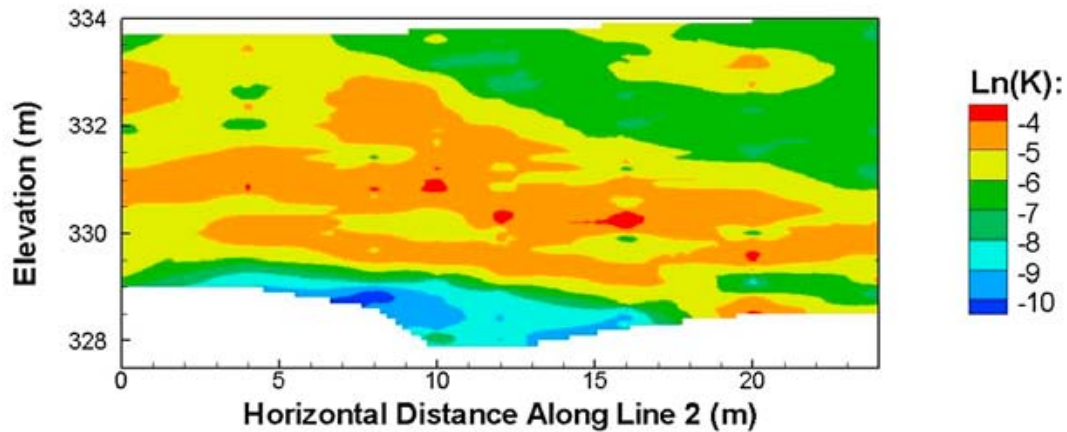 334
332
330
328
Elevation (m)
0 5 10 15 20
Horizontal Distance Along Line 2 (m)
Ln(K):
-4
-5
-6
-7
-8
-9
-10